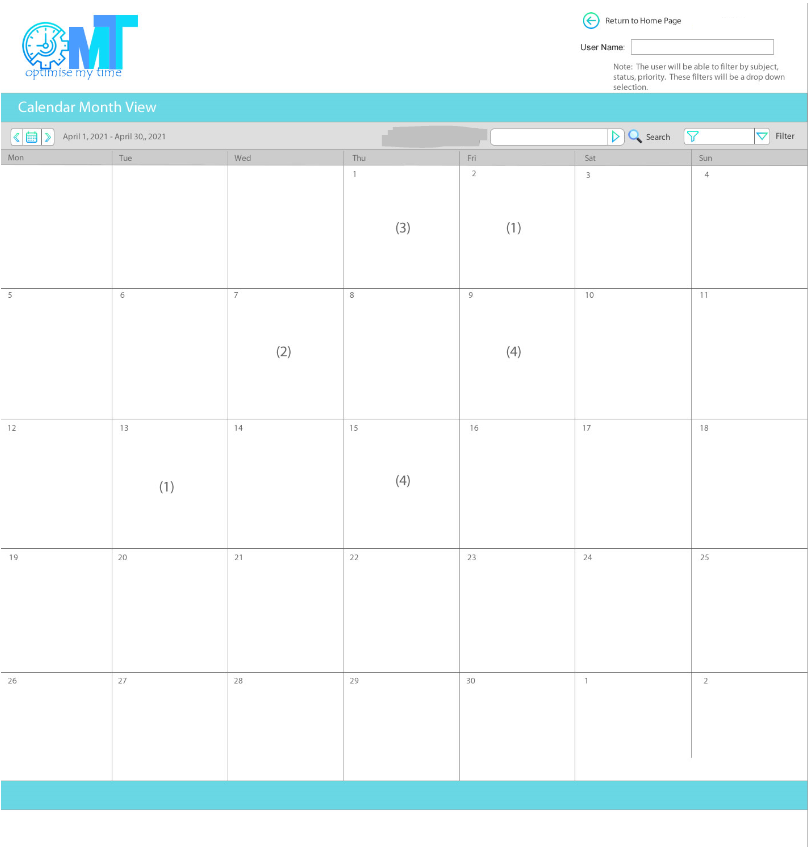 OMT
optimise my time
Return to Home Page
User Name:
Note: The user will be able to filter by subject,
status, priority. These filters will be a drop down
selection.
Calendar Month View
April 1, 2021 - April 30,, 2021
Search
Filter
Mon Tue Wed Thu Fri Sat Sun
1 2 3 4
(3) (1)
5 6 7 8 9 10 11
(2) (4)
12 13 14 15 16 17 18
(1) (4)
19 20 21 22 23 24 25
26 27 28 29 30 1 2